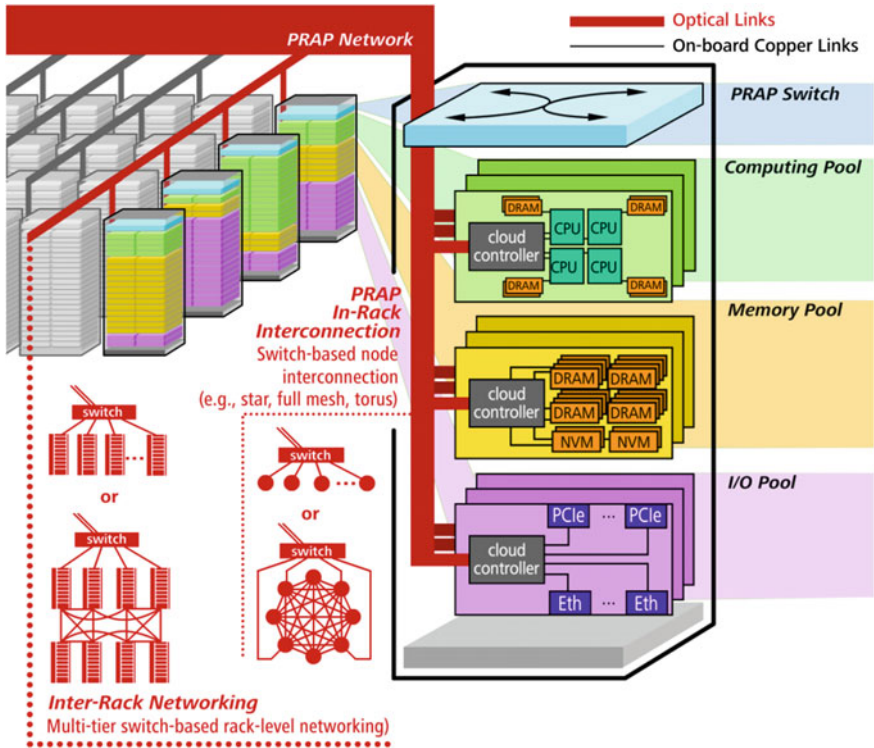 Optical Links
On-board Copper Links
PRAP Network
PRAP Switch
Computing Pool
DRAM
DRAM
CPU
CPU
cloud
controller
CPU
CPU
DRAM
DRAM
PRAP
In-Rack
Interconnection
Switch-based node
interconnection
(e.g., star, full mesh, torus)
Memory Pool
DRAM
DRAM
cloud
controller
DRAM
DRAM
NVM
NVM
I/O Pool
PCIe
...
PCIe
cloud
controller
Eth
...
Eth
switch
or
switch
switch
or
switch
Inter-Rack Networking
Multi-tier switch-based rack-level networking)